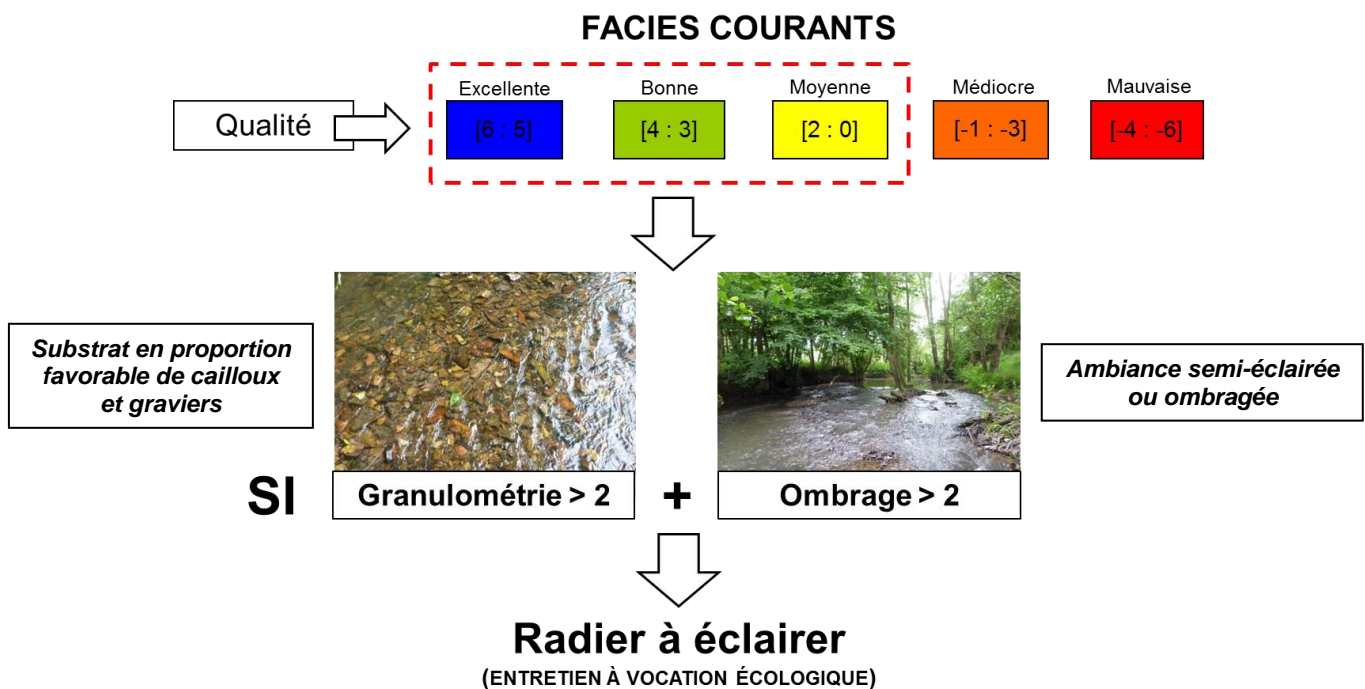 FACIES COURANTS
Excellente Bonne Moyenne Médiocre Mauvaise
Qualité [6 : 5] [4 : 3] [2 : 0] [-1 : -3] [-4 : -6]
Substrat en proportion
favorable de cailloux
et graviers
Ambiance semi-éclairée
ou ombragée
SI Granulométrie > 2 + Ombrage > 2
Radier à éclairer
(ENTRETIEN À VOCATION ÉCOLOGIQUE)